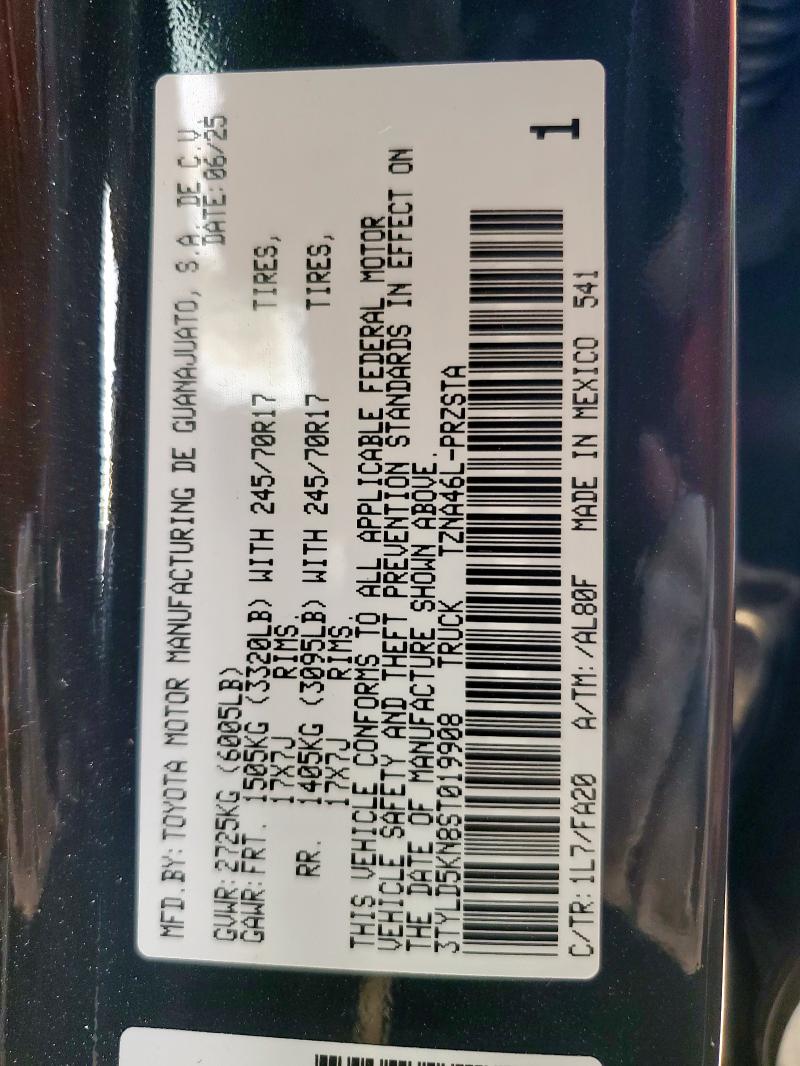 MFD.BY: TOYOTA MOTOR MANUFACTURING DE GUANAJUATO, S.A. DE C.V.
DATE: 06/25
GVWR: 2725KG (6005LB)
GAWR: FRT. 1505KG (3320LB) WITH 245/70R17 TIRES,
17X7J RIMS.
RR. 1405KG (3095LB) WITH 245/70R17 TIRES,
17X7J RIMS.
THIS VEHICLE CONFORMS TO ALL APPLICABLE FEDERAL MOTOR
VEHICLE SAFETY AND THEFT PREVENTION STANDARDS IN EFFECT ON
THE DATE OF MANUFACTURE SHOWN ABOVE.
3TYLD5KN8ST019908 TRUCK TZNA46L-PRZSTA
1
C/TR: 1L7/FA20 A/TM: /AL80F MADE IN MEXICO 541